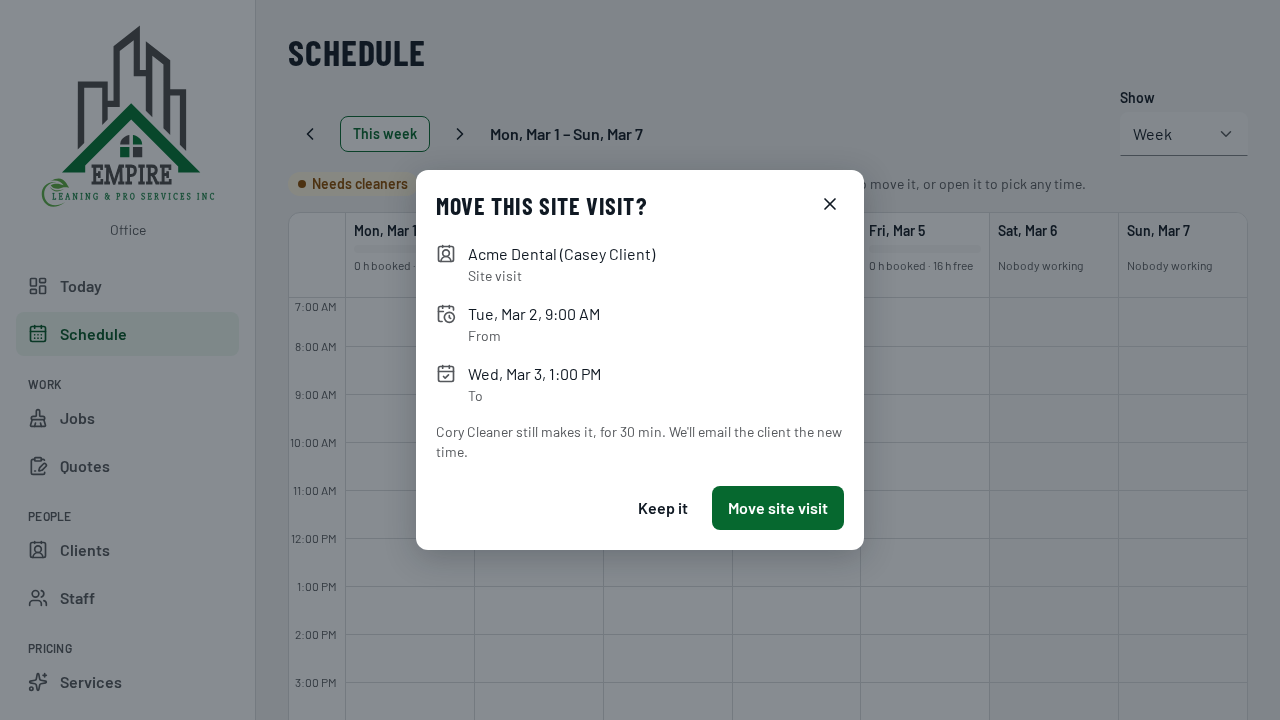 EMPIRE
LEANING & PRO SERVICES INC
Office
Today
Schedule
WORK
Jobs
Quotes
PEOPLE
Clients
Staff
PRICING
Services
SCHEDULE
Show
This week
Mon, Mar 1 – Sun, Mar 7
Week
Needs cleaners
move it, or open it to pick any time.
Mon, Mar 1
Fri, Mar 5
Sat, Mar 6
Sun, Mar 7
0 h booked ·
0 h booked · 16 h free
Nobody working
Nobody working
7:00 AM
8:00 AM
9:00 AM
10:00 AM
11:00 AM
12:00 PM
1:00 PM
2:00 PM
3:00 PM
MOVE THIS SITE VISIT?
Acme Dental (Casey Client)
Site visit
Tue, Mar 2, 9:00 AM
From
Wed, Mar 3, 1:00 PM
To
Cory Cleaner still makes it, for 30 min. We'll email the client the new
time.
Keep it
Move site visit